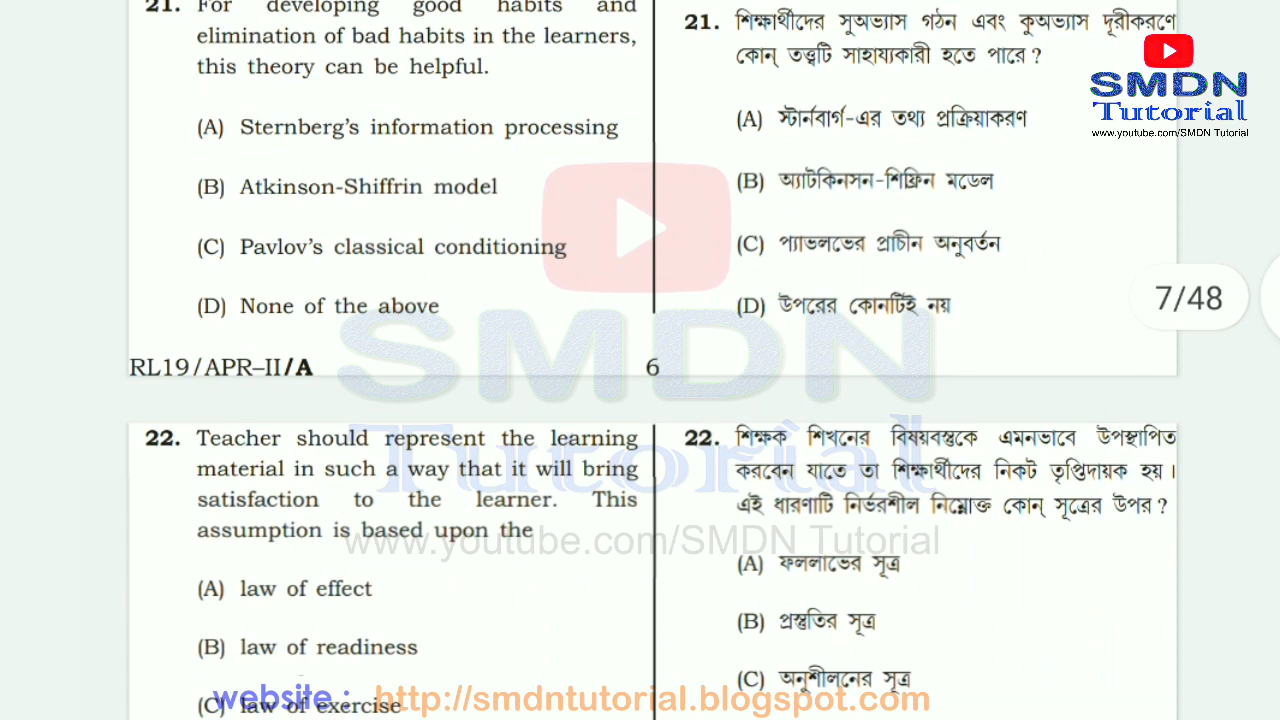 21. For developing good habits and
elimination of bad habits in the learners,
this theory can be helpful.
(A) Sternberg's information processing
(B) Atkinson-Shiffrin model
(C) Pavlov's classical conditioning
(D) None of the above
21. শিক্ষার্থীদের সুঅভ্যাস গঠন এবং কুঅভ্যাস দূরীকরণে
কোন্ তত্ত্বটি সাহায্যকারী হতে পারে ?
(A) স্টার্নবার্গ-এর তথ্য প্রক্রিয়াকরণ
(B) অ্যাটকিনসন-শিফ্রিন মডেল
(C) প্যাভলভের প্রাচীন অনুবর্তন
(D) উপরের কোনটিই নয়
SMDN
Tutorial
www.youtube.com/SMDN Tutorial
7/48
RL19/APR–II/A
6
SMDN
Tutorial
www.youtube.com/SMDN Tutorial
22. Teacher should represent the learning
material in such a way that it will bring
satisfaction to the learner. This
assumption is based upon the
(A) law of effect
(B) law of readiness
(C) law of exercise
22. শিক্ষক শিখনের বিষয়বস্তুকে এমনভাবে উপস্থাপিত
করবেন যাতে তা শিক্ষার্থীদের নিকট তৃপ্তিদায়ক হয়।
এই ধারণাটি নির্ভরশীল নিম্নোক্ত কোন্ সূত্রের উপর ?
(A) ফললাভের সূত্র
(B) প্রস্তুতির সূত্র
(C) অনুশীলনের সূত্র
website : http://smdntutorial.blogspot.com